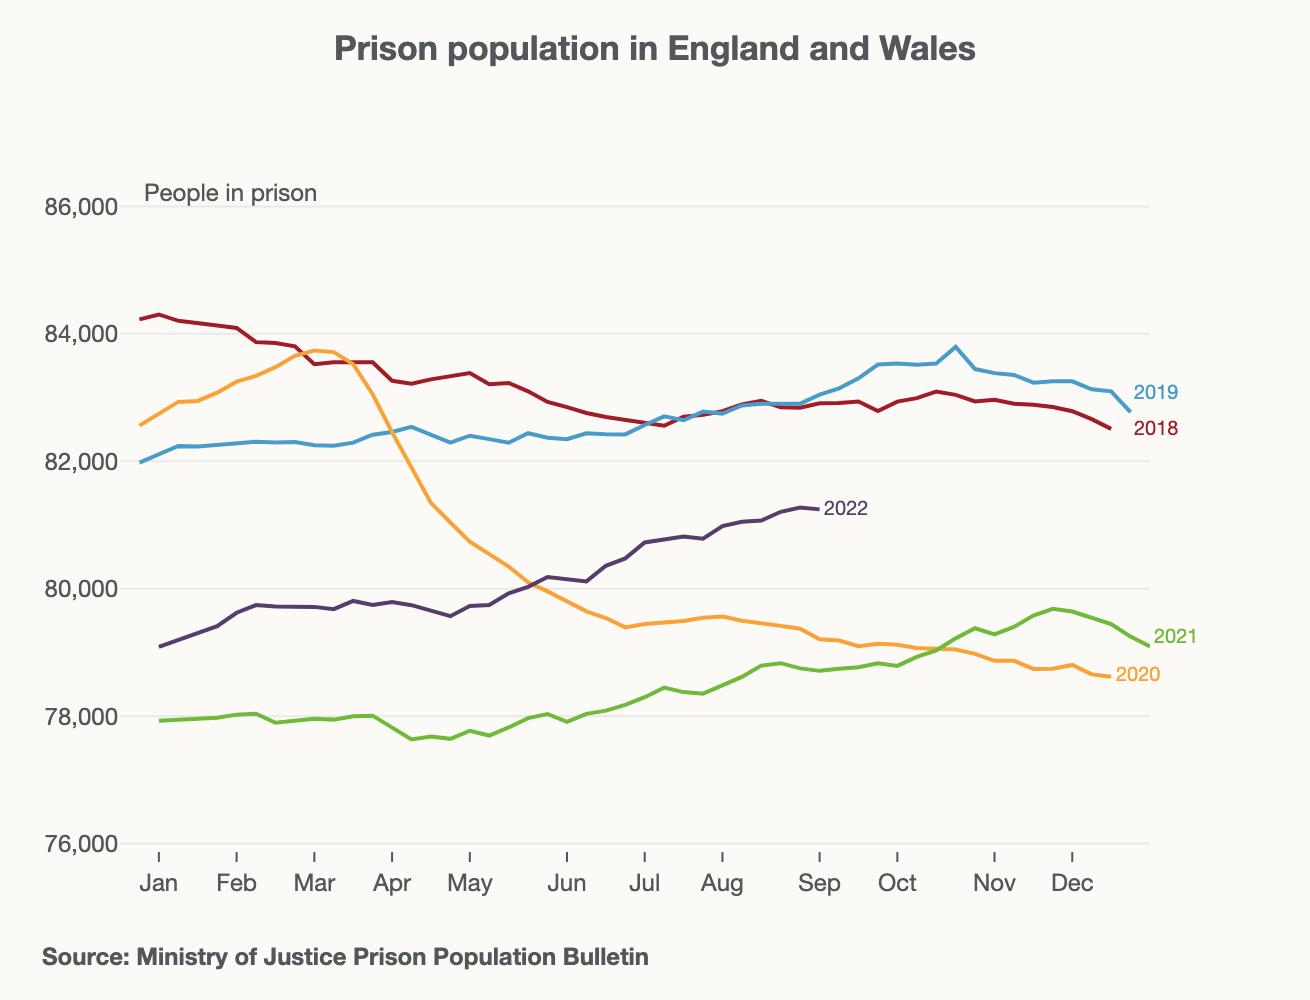 Prison population in England and Wales
People in prison
86,000
84,000
82,000
80,000
78,000
76,000
2019
2018
2022
2021
2020
Jan Feb Mar Apr May Jun Jul Aug Sep Oct Nov Dec
Source: Ministry of Justice Prison Population Bulletin